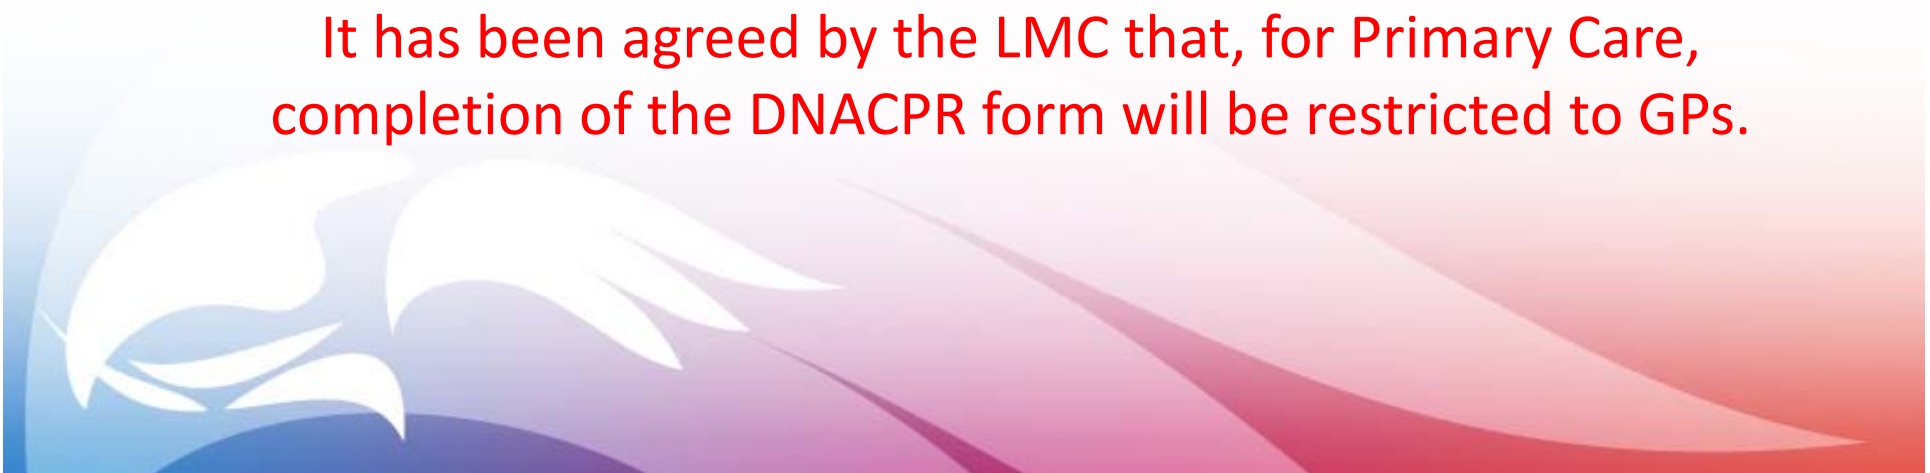 It has been agreed by the LMC that, for Primary Care,
completion of the DNACPR form will be restricted to GPs.